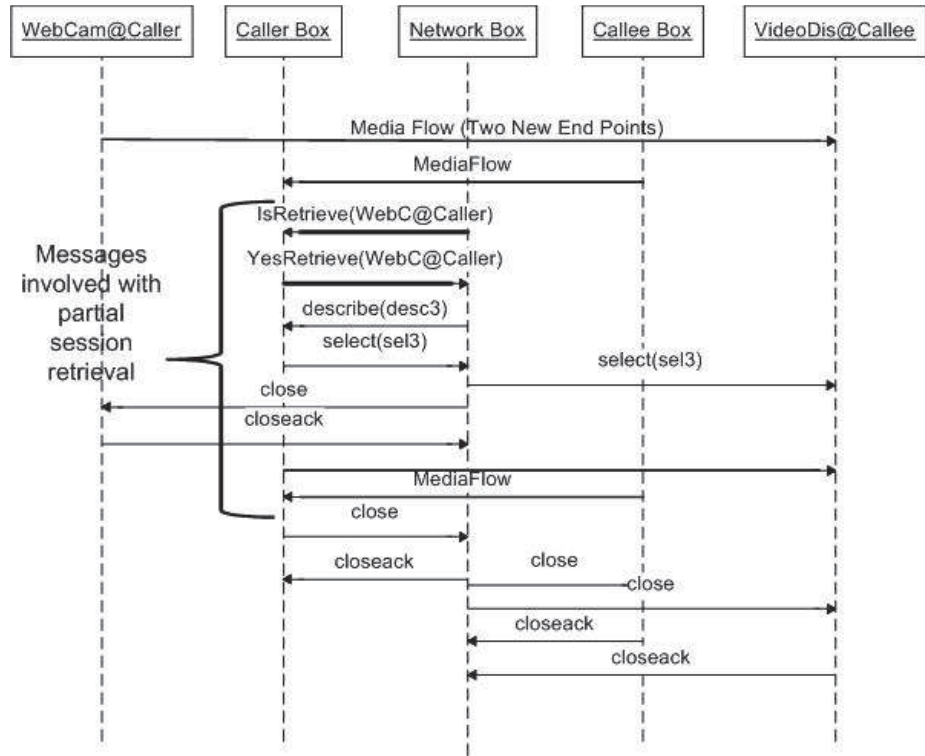 WebCam@Caller
Caller Box
Network Box
Callee Box
VideoDis@Callee
Media Flow (Two New End Points)
MediaFlow
IsRetrieve(WebC@Caller)
YesRetrieve(WebC@Caller)
Messages
involved with
partial
session
retrieval
describe(desc3)
select(sel3)
select(sel3)
close
closeack
MediaFlow
close
closeack
close
close
closeack
closeack